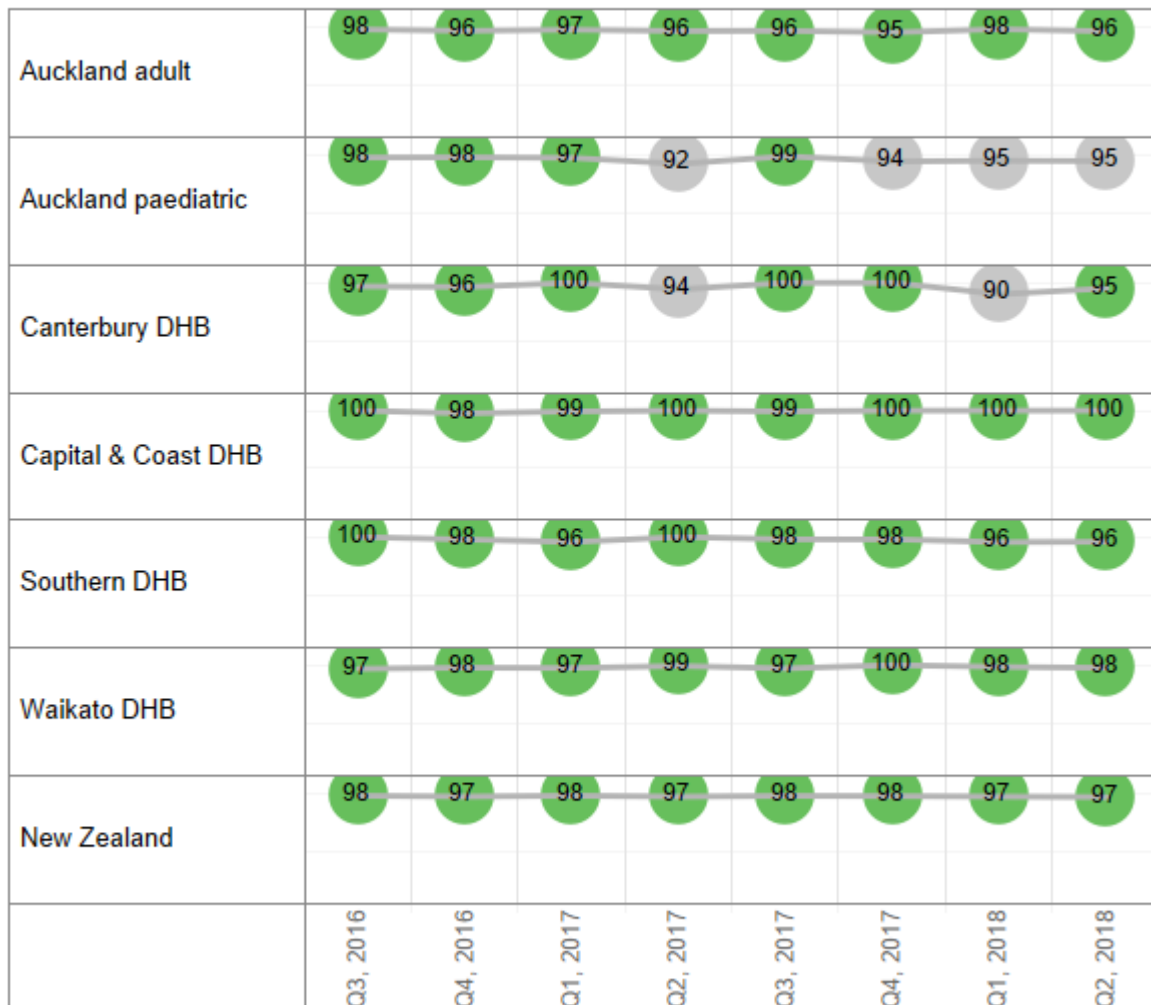 98 96 97 96 96 95 98 96
Auckland adult
98 98 97 92 99 94 95 95
Auckland paediatric
97 96 100 94 100 100 90 95
Canterbury DHB
100 98 99 100 99 100 100 100
Capital & Coast DHB
100 98 96 100 98 98 96 96
Southern DHB
97 98 97 99 97 100 98 98
Waikato DHB
98 97 98 97 98 98 97 97
New Zealand
Q3, 2016
Q4, 2016
Q1, 2017
Q2, 2017
Q3, 2017
Q4, 2017
Q1, 2018
Q2, 2018